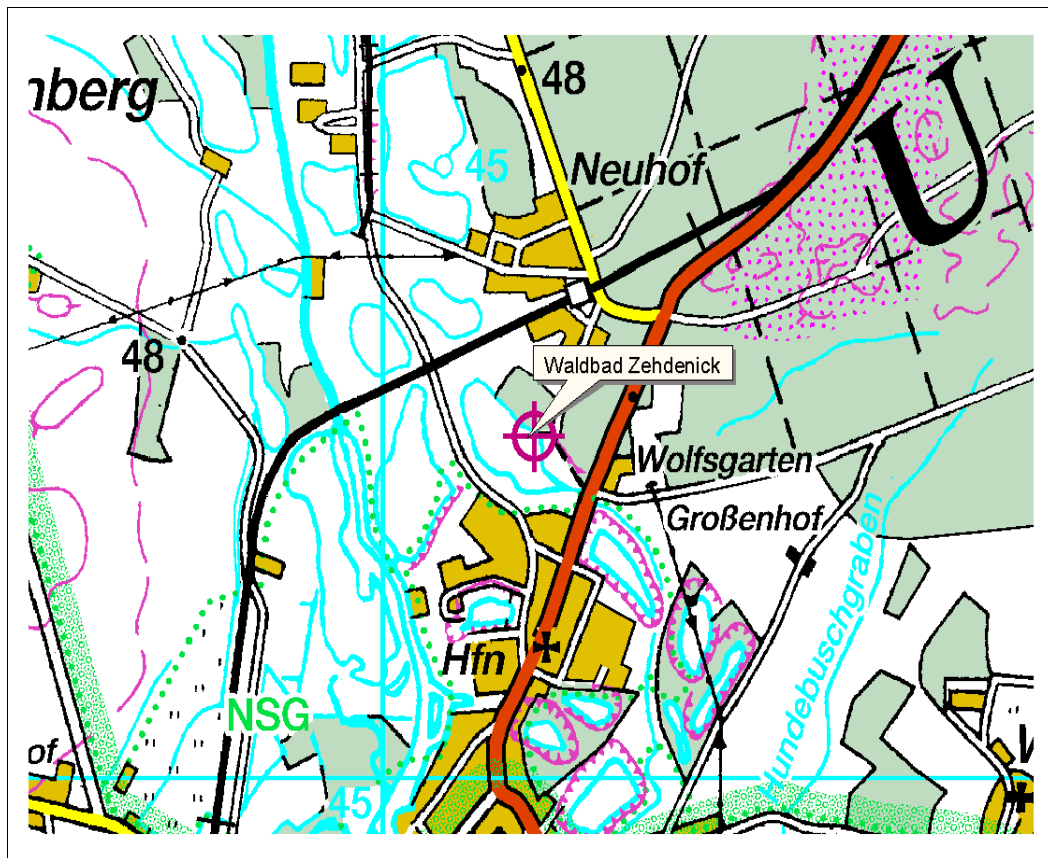 nberg
48
45
Neuhof
U
48
Waldbad Zehdenick
Wolfsgarten
Großenhof
Hundebuschgraben
Hfn
NSG
of
45